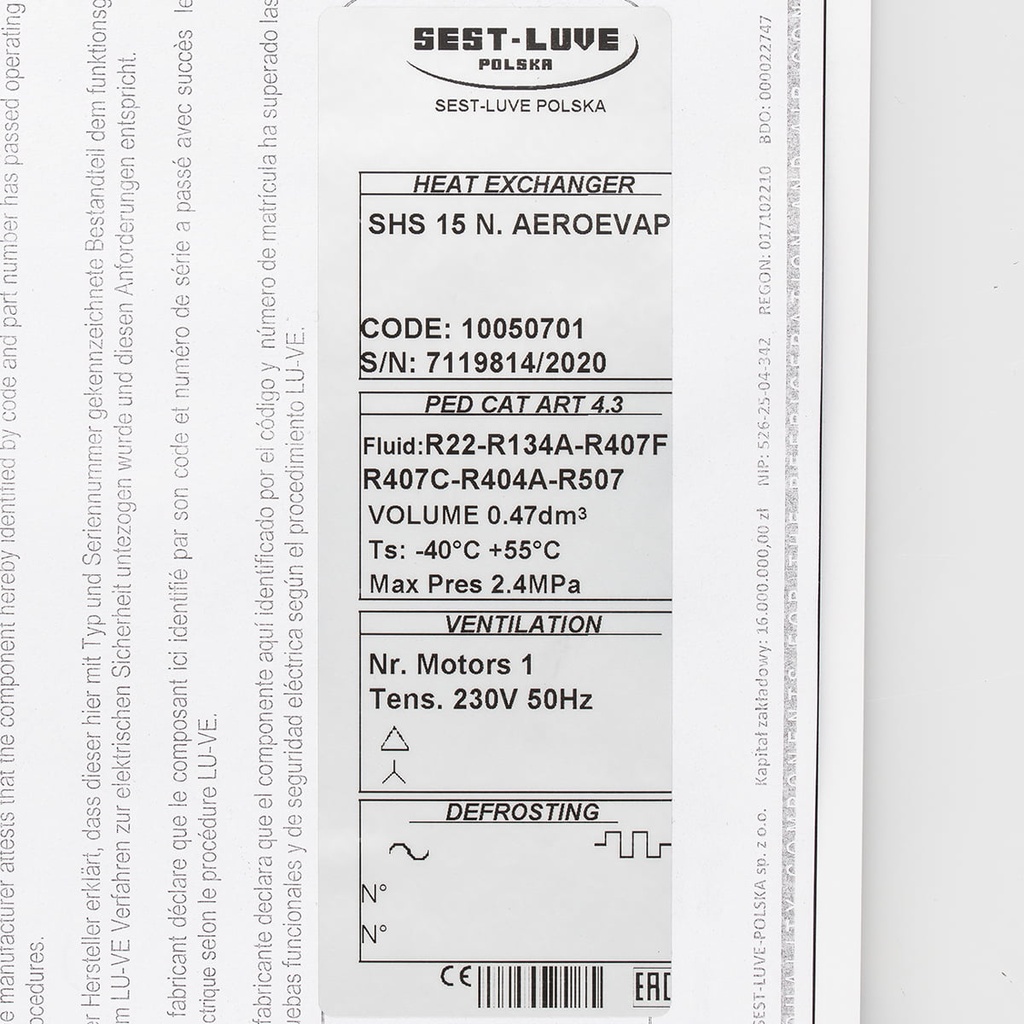 SEST-LUVE
POLSKA
SEST-LUVE POLSKA
HEAT EXCHANGER
SHS 15 N. AEROEVAP
CODE: 10050701
S/N: 7119814/2020
PED CAT ART 4.3
Fluid:R22-R134A-R407F
R407C-R404A-R507
VOLUME 0.47dm³
Ts: -40°C +55°C
Max Pres 2.4MPa
VENTILATION
Nr. Motors 1
Tens. 230V 50Hz
DEFROSTING
N°
N°
CE
EAC
e manufacturer attests that the component hereby identified by code and part number has passed operating
ocedures.
r Hersteller erklärt, dass dieser hier mit Typ und Seriennummer gekennzeichnete Bestandteil dem funktionsg
m LU-VE Verfahren zur elektrischen Sicherheit untezogen wurde und diesen Anforderungen entspricht.
fabricant déclare que le composant ici identifié par son code et numéro de série a passé avec succès le
ctrique selon le procédure LU-VE.
fabricante declara que el componente aquí identificado por el código y número de matrícula ha superado las
uebas funcionales y de seguridad eléctrica según el procedimiento LU-VE.
SEST-LUVE-POLSKA sp. z o.o. Kapitał zakładowy: 16.000.000,00 zł NIP: 526-25-04-342 REGON: 017102210 BDO: 000022747